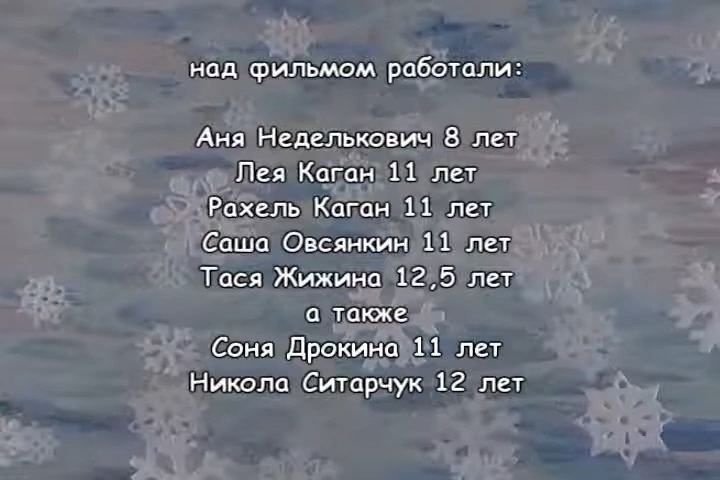 над фильмом работали:
Аня Неделькович 8 лет
Лея Каган 11 лет
Рахель Каган 11 лет
Саша Овсянкин 11 лет
Тася Жижина 12,5 лет
а также
Соня Дрокина 11 лет
Никола Ситарчук 12 лет